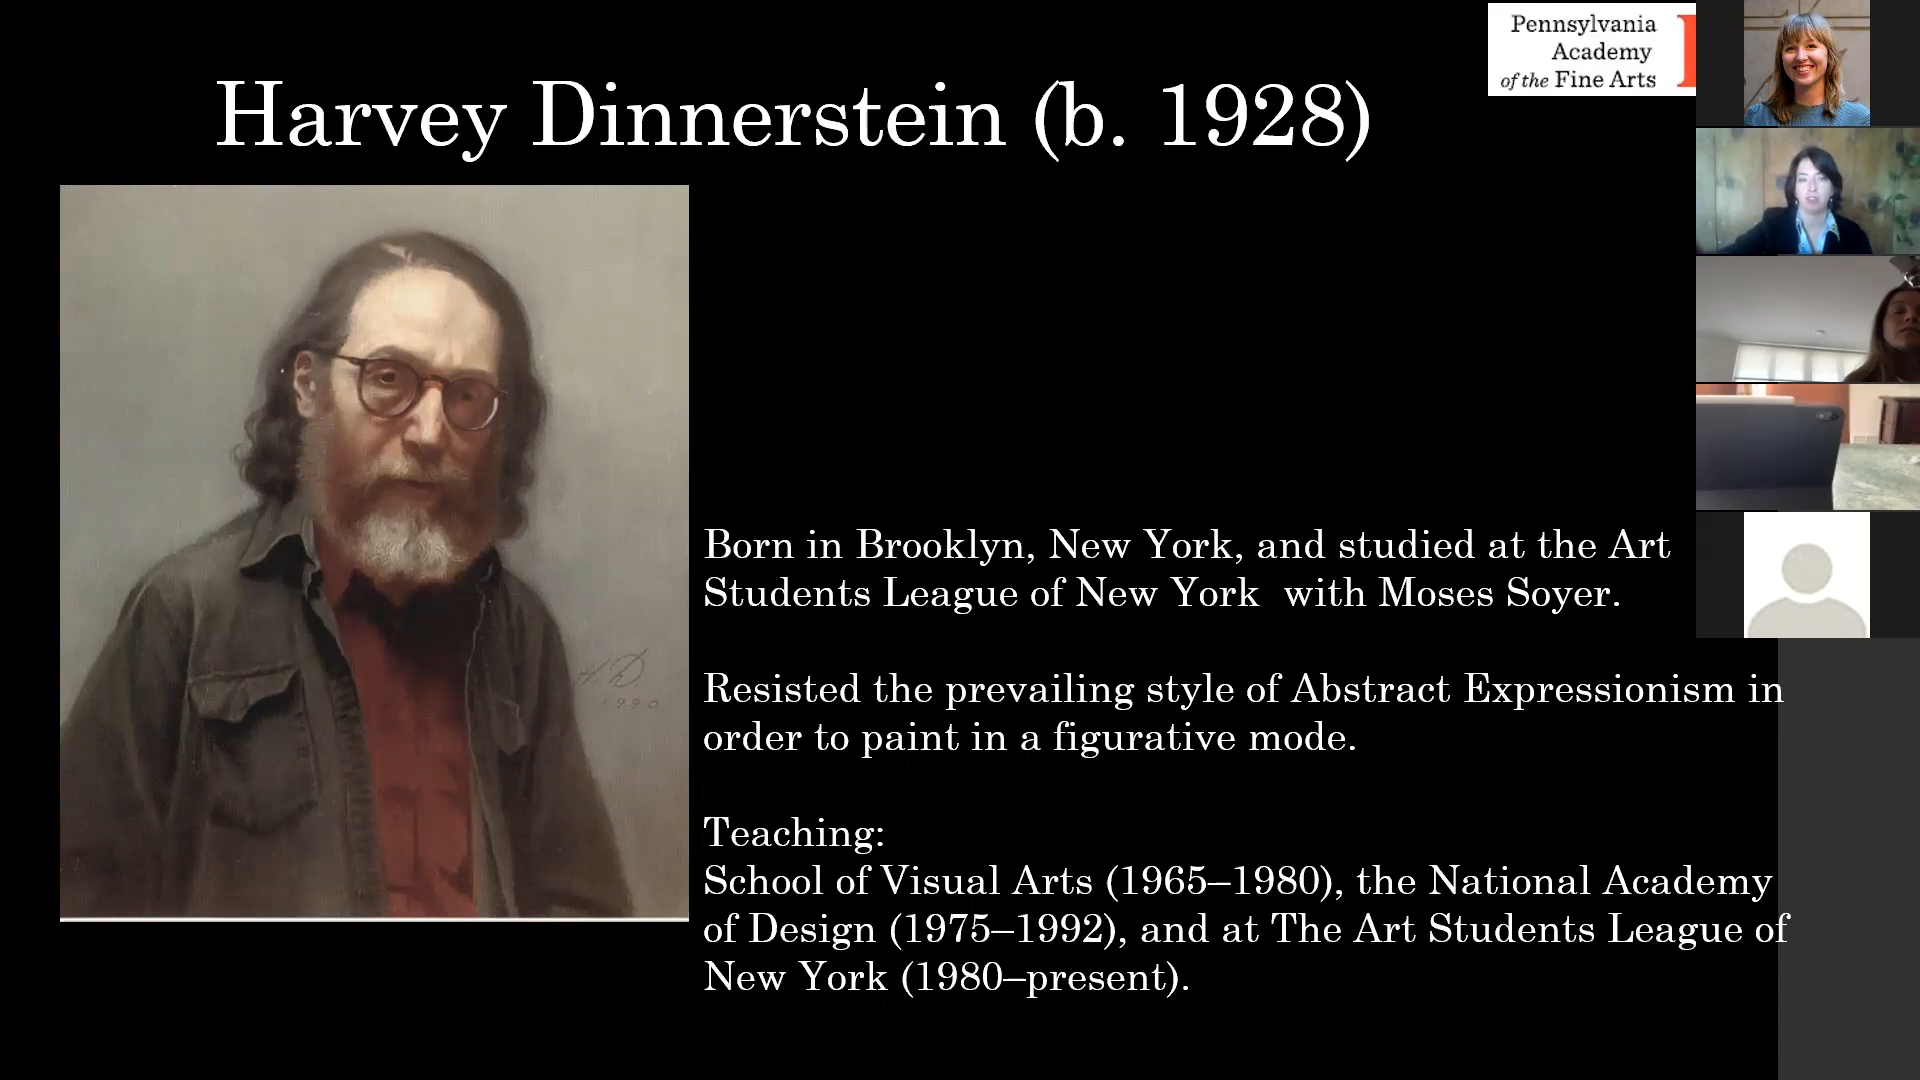 Pennsylvania
Academy
of the Fine Arts
Harvey Dinnerstein (b. 1928)
Born in Brooklyn, New York, and studied at the Art
Students League of New York  with Moses Soyer.
H.D
1990
Resisted the prevailing style of Abstract Expressionism in
order to paint in a figurative mode.
Teaching:
School of Visual Arts (1965–1980), the National Academy
of Design (1975–1992), and at The Art Students League of
New York (1980–present).